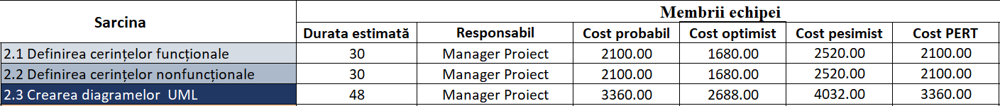 Sarcina Membrii echipei
Durata estimată Responsabil Cost probabil Cost optimist Cost pesimist Cost PERT
2.1 Definirea cerințelor funcționale 30 Manager Proiect 2100.00 1680.00 2520.00 2100.00
2.2 Definirea cerințelor nonfuncționale 30 Manager Proiect 2100.00 1680.00 2520.00 2100.00
2.3 Crearea diagramelor UML 48 Manager Proiect 3360.00 2688.00 4032.00 3360.00